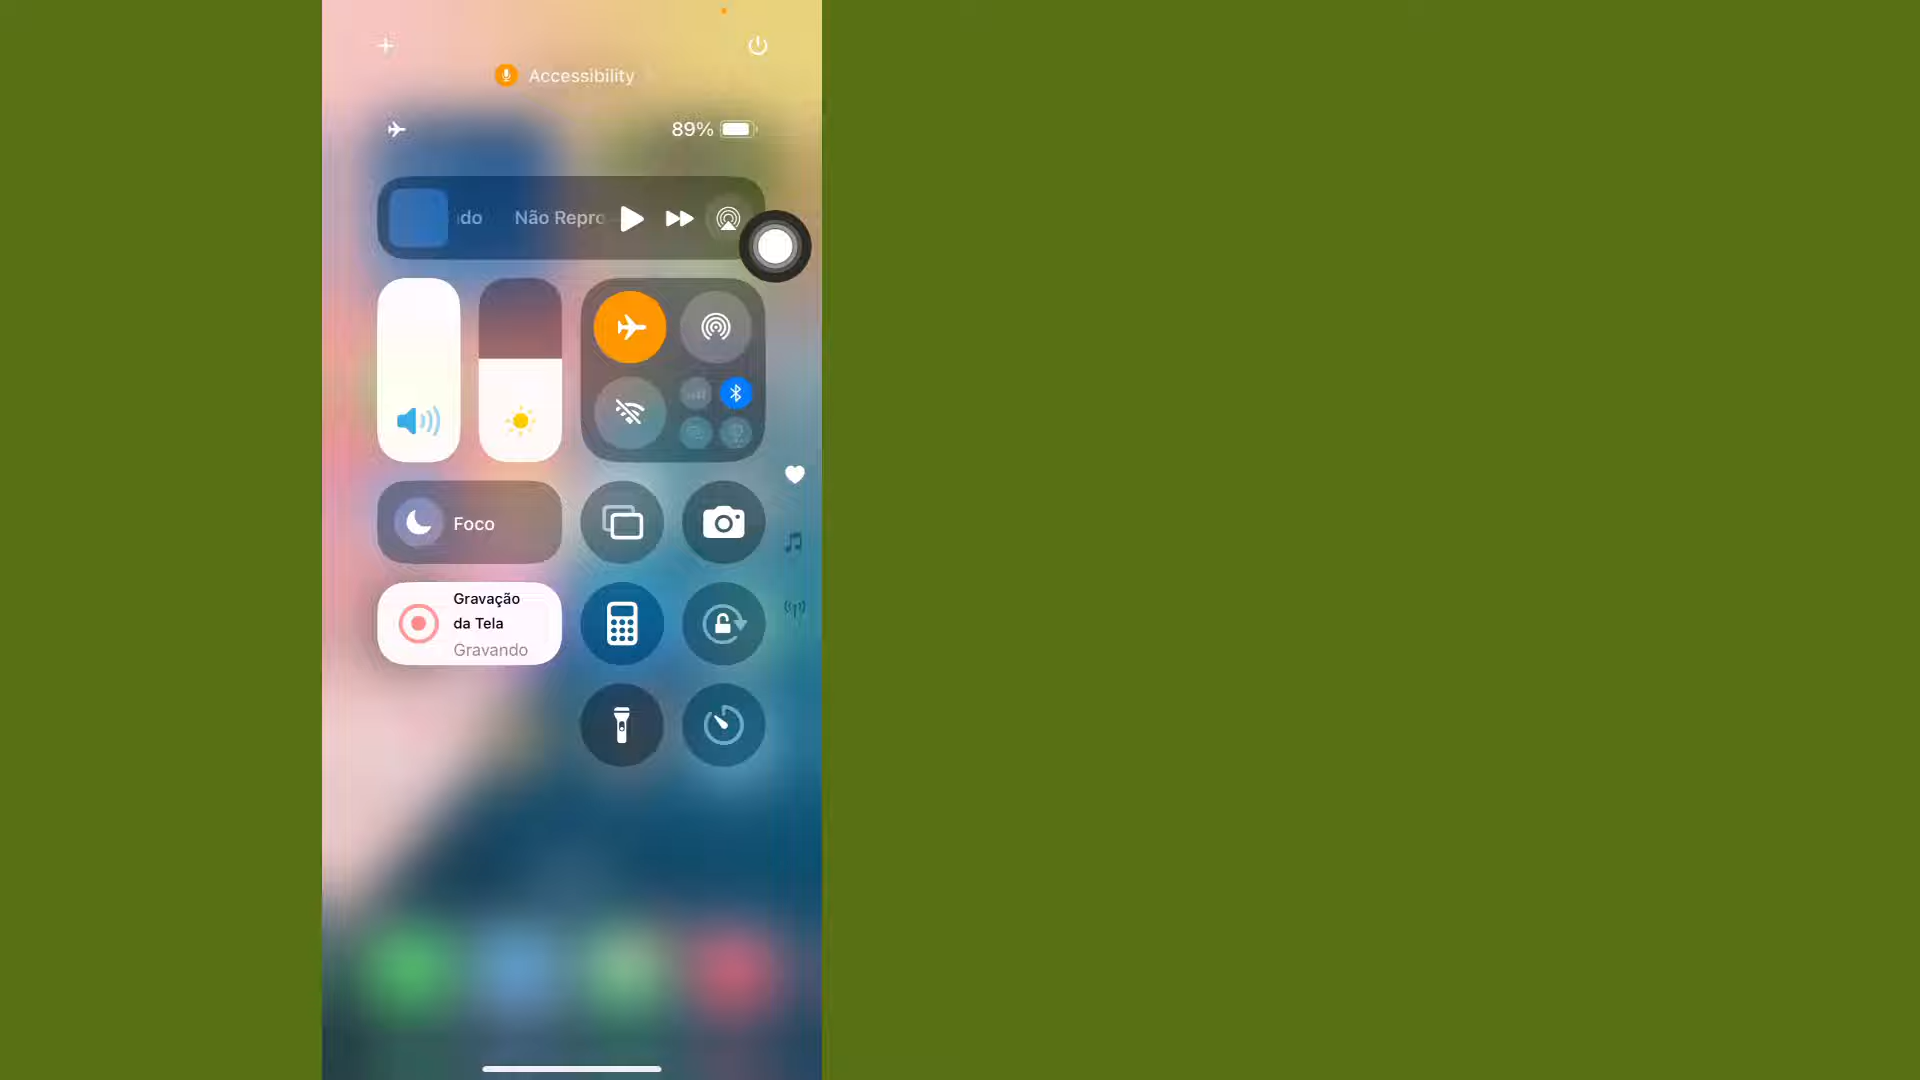 Accessibility
89%
do Não Repro
Foco
Gravação
da Tela
Gravando